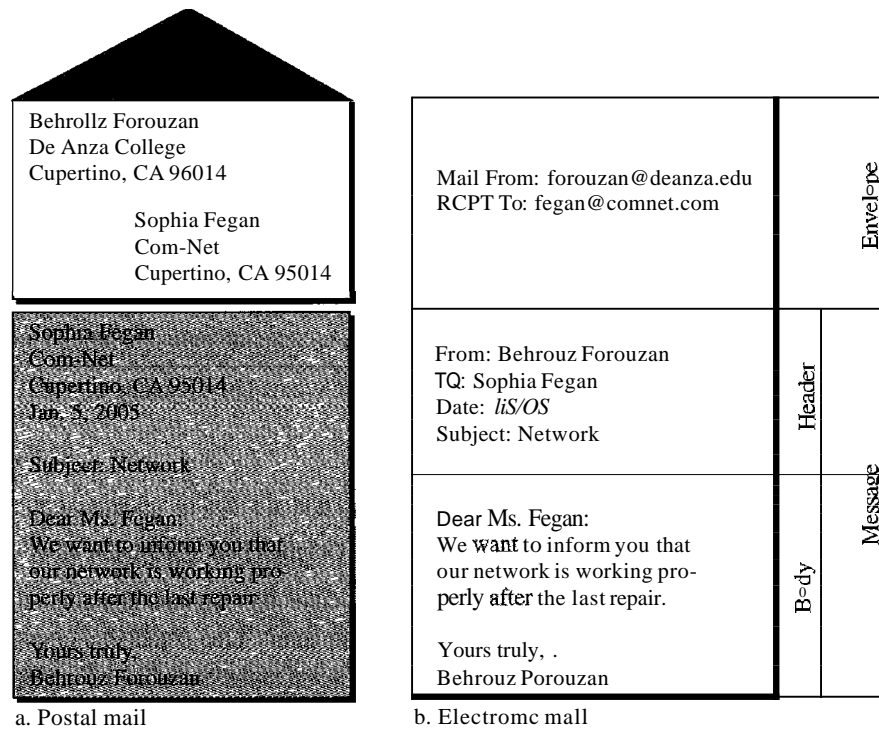 Behrollz Forouzan
De Anza College
Cupertino, CA 96014
Sophia Fegan
Com-Net
Cupertino, CA 95014
Sophia Fegan
Com-Net
Cupertino, CA 95014
Jan. 5, 2005
Subject: Network
Dear Ms. Fegan:
We want to inform you that
our network is working pro-
perly after the last repair.
Yours truly,
Behrouz Forouzan
a. Postal mail
Mail From: forouzan@deanza.edu
RCPT To: fegan@comnet.com
Envelope
From: Behrouz Forouzan
TQ: Sophia Fegan
Date: liS/OS
Subject: Network
Header
Message
Dear Ms. Fegan:
We want to inform you that
our network is working pro-
perly after the last repair.
Yours truly, .
Behrouz Porouzan
Body
b. Electromc mall